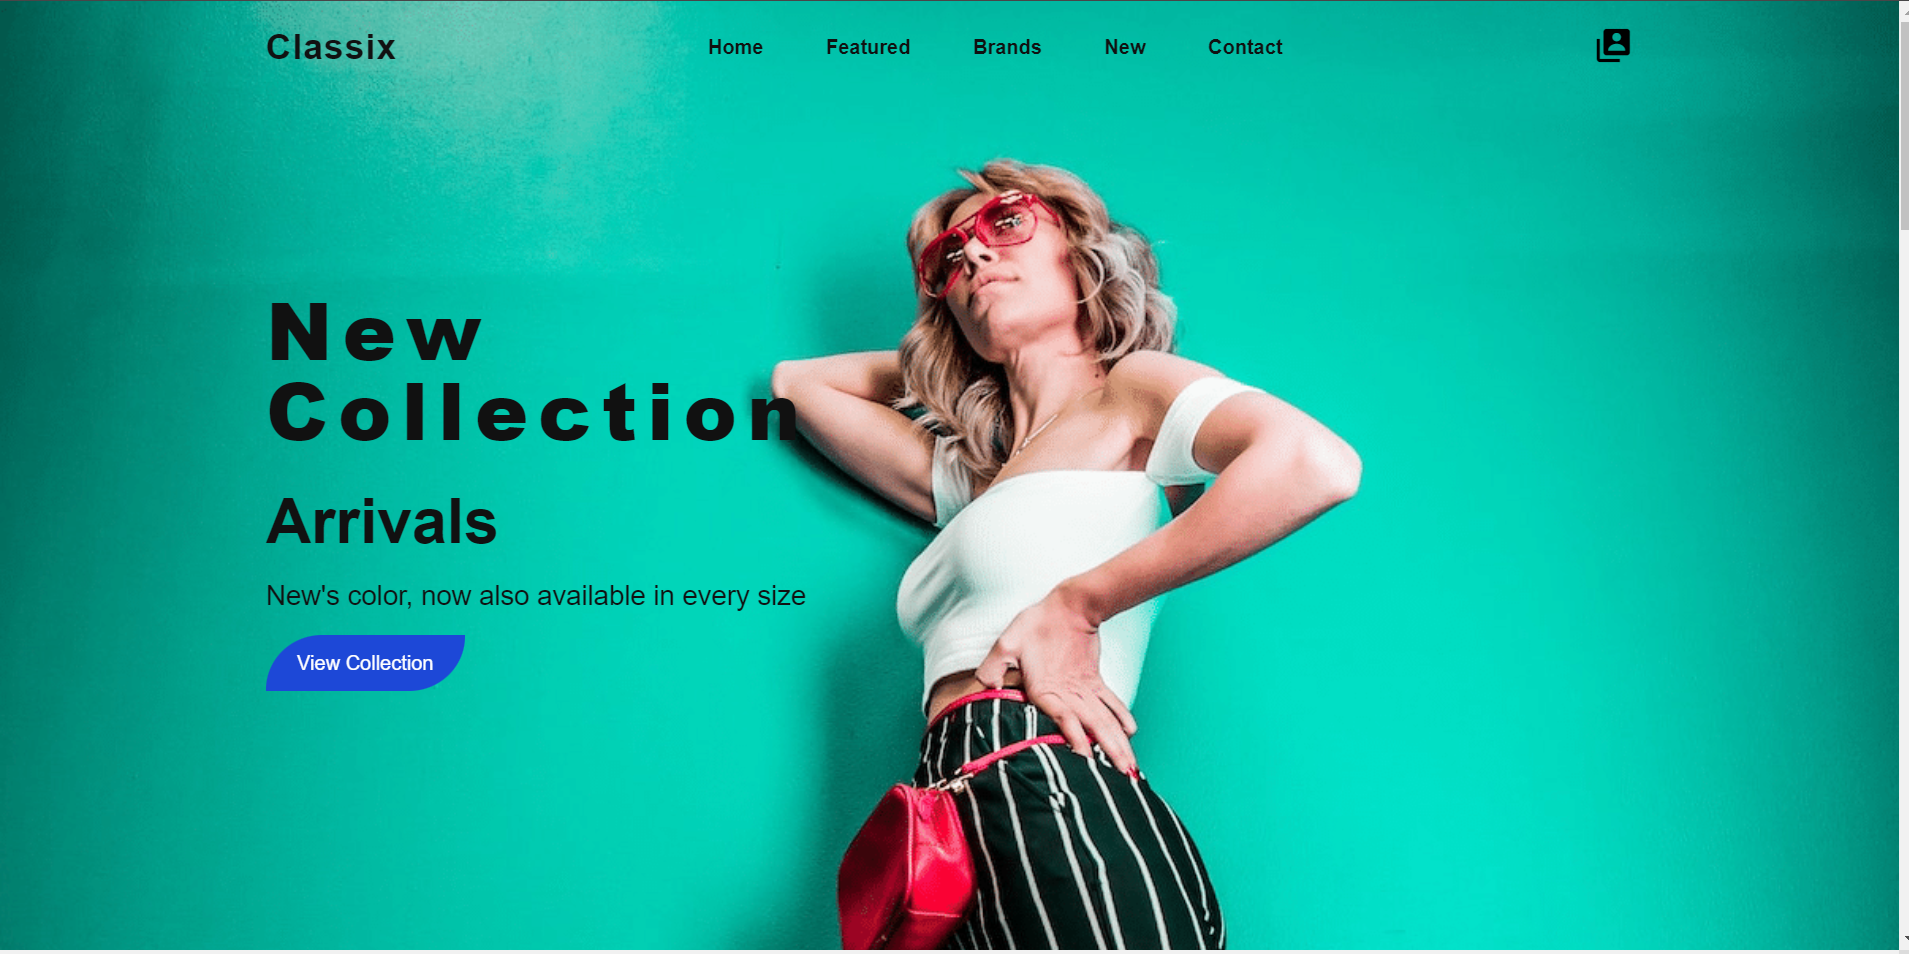 Classix
Home Featured Brands New Contact
New
Collection
Arrivals
New's color, now also available in every size
View Collection